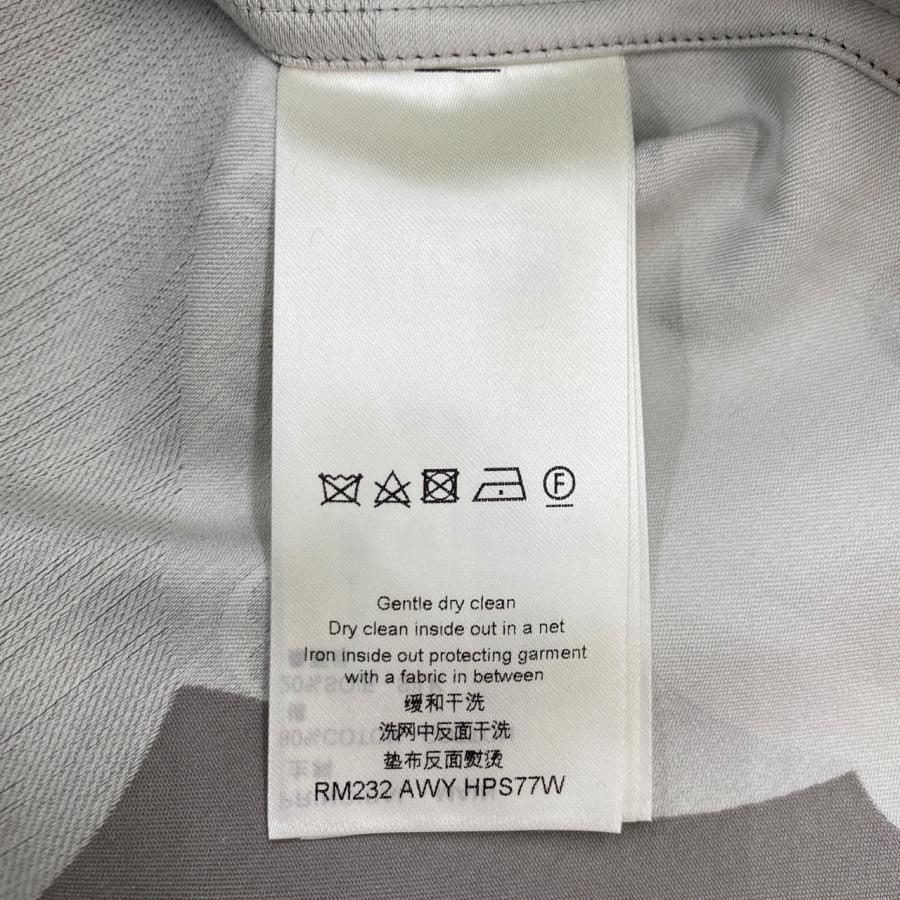 F
Gentle dry clean
Dry clean inside out in a net
Iron inside out protecting garment
with a fabric in between
缓和干洗
洗网中反面干洗
垫布反面熨烫
RM232 AWY HPS77W